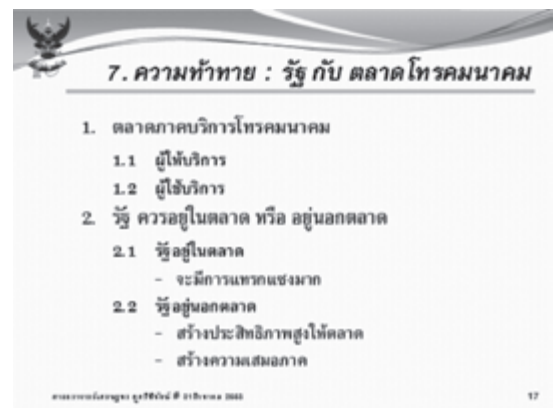 7. ความท้าทาย : รัฐ กับ ตลาดโทรคมนาคม
1. ตลาดภาคบริการโทรคมนาคม
1.1 ผู้ให้บริการ
1.2 ผู้ใช้บริการ
2. รัฐ ควรอยู่ในตลาด หรือ อยู่นอกตลาด
2.1 รัฐอยู่ในตลาด
- จะมีการแทรกแซงมาก
2.2 รัฐอยู่นอกตลาด
- สร้างประสิทธิภาพสูงให้ตลาด
- สร้างความเสมอภาค
17